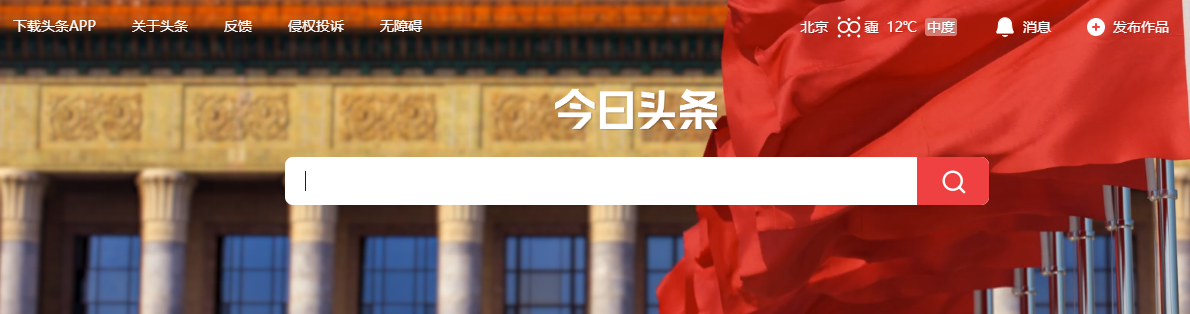 下载头条APP 关于头条 反馈 侵权投诉 无障碍 北京 霾 12℃ 中度 消息 发布作品
今日头条